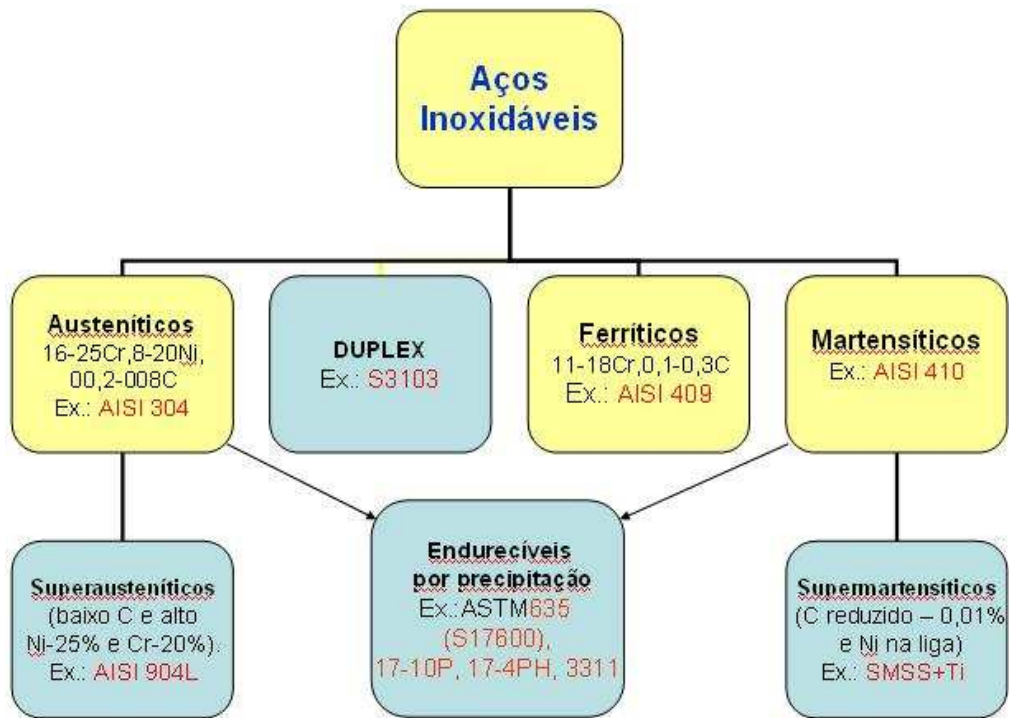 Aços
Inoxidáveis
Austeníticos
16-25Cr,8-20Ni,
00,2-008C
Ex.: AISI 304
DUPLEX
Ex.: S3103
Ferríticos
11-18Cr,0,1-0,3C
Ex.: AISI 409
Martensíticos
Ex.: AISI 410
Superausteníticos
(baixo C e alto
Ni-25% e Cr-20%).
Ex.: AISI 904L
Endurecíveis
por precipitação
Ex.:ASTM635
(S17600),
17-10P, 17-4PH, 3311
Supermartensíticos
(C reduzido – 0,01%
e Ni na liga)
Ex.: SMSS+Ti